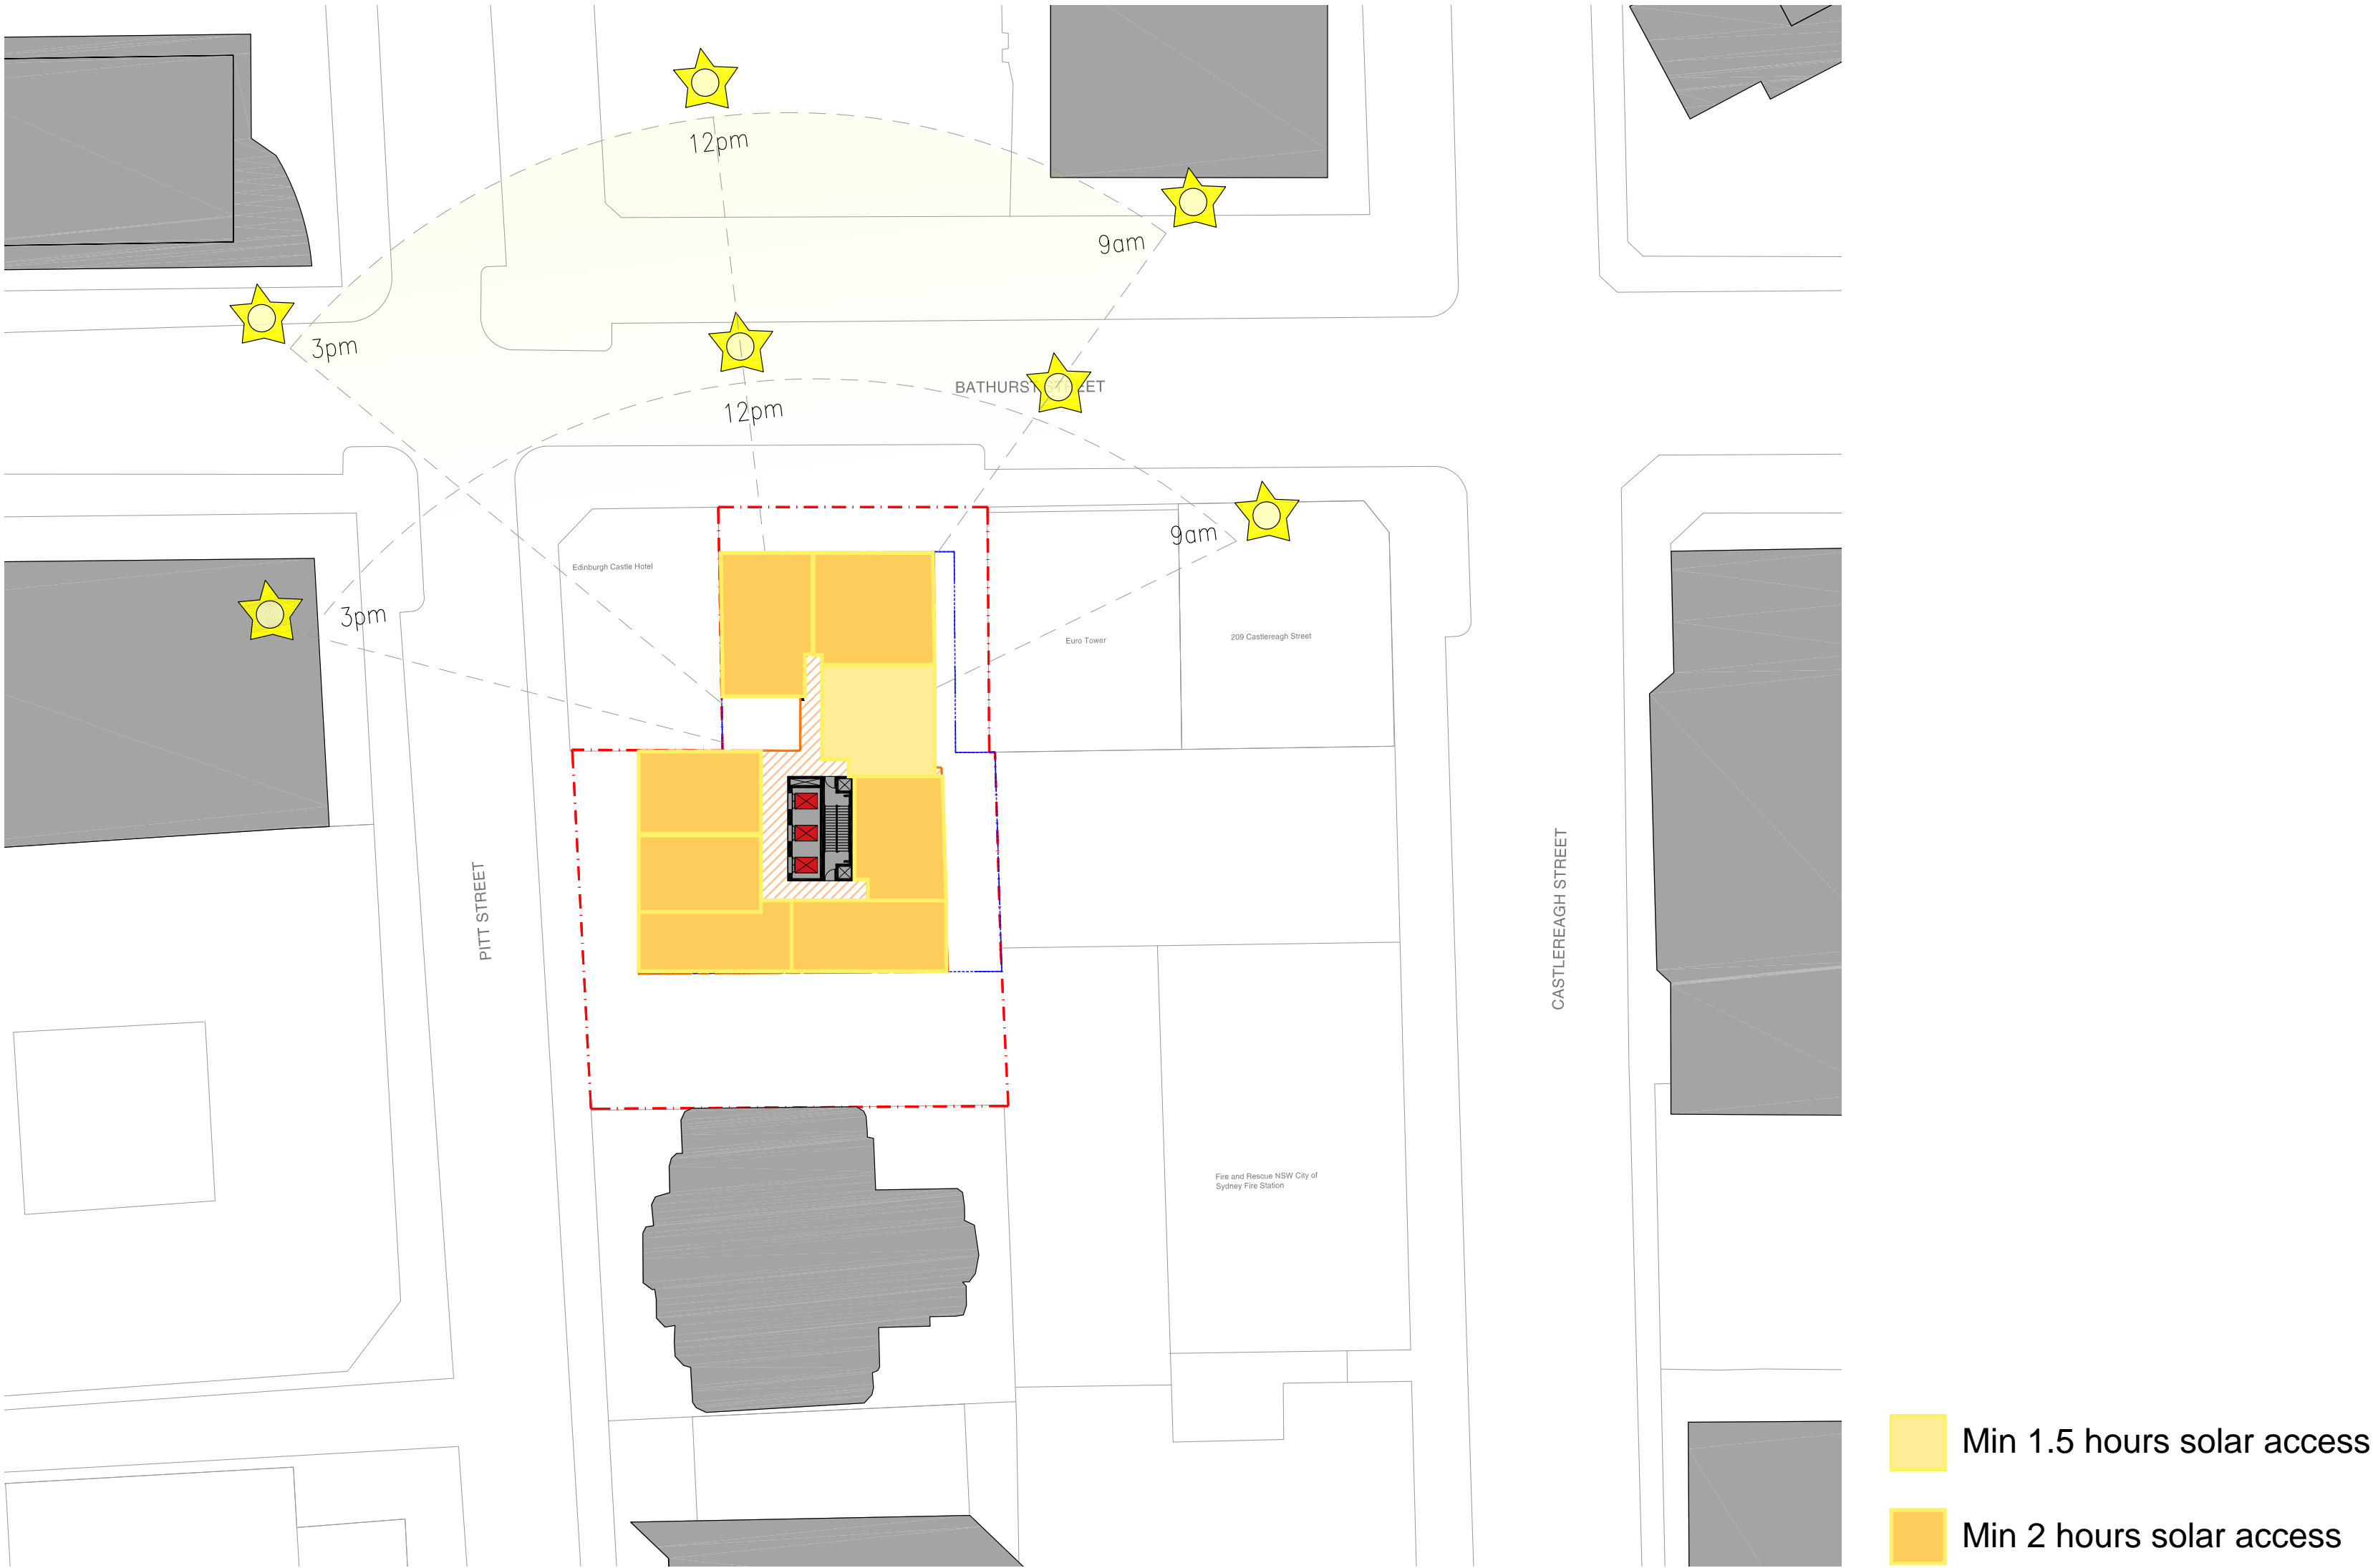 12pm
9am
3pm
BATHURST STREET
12pm
9am
Edinburgh Castle Hotel
3pm
Euro Tower
209 Castlereagh Street
PITT STREET
CASTLEREAGH STREET
Fire and Rescue NSW City of
Sydney Fire Station
Min 1.5 hours solar access
Min 2 hours solar access